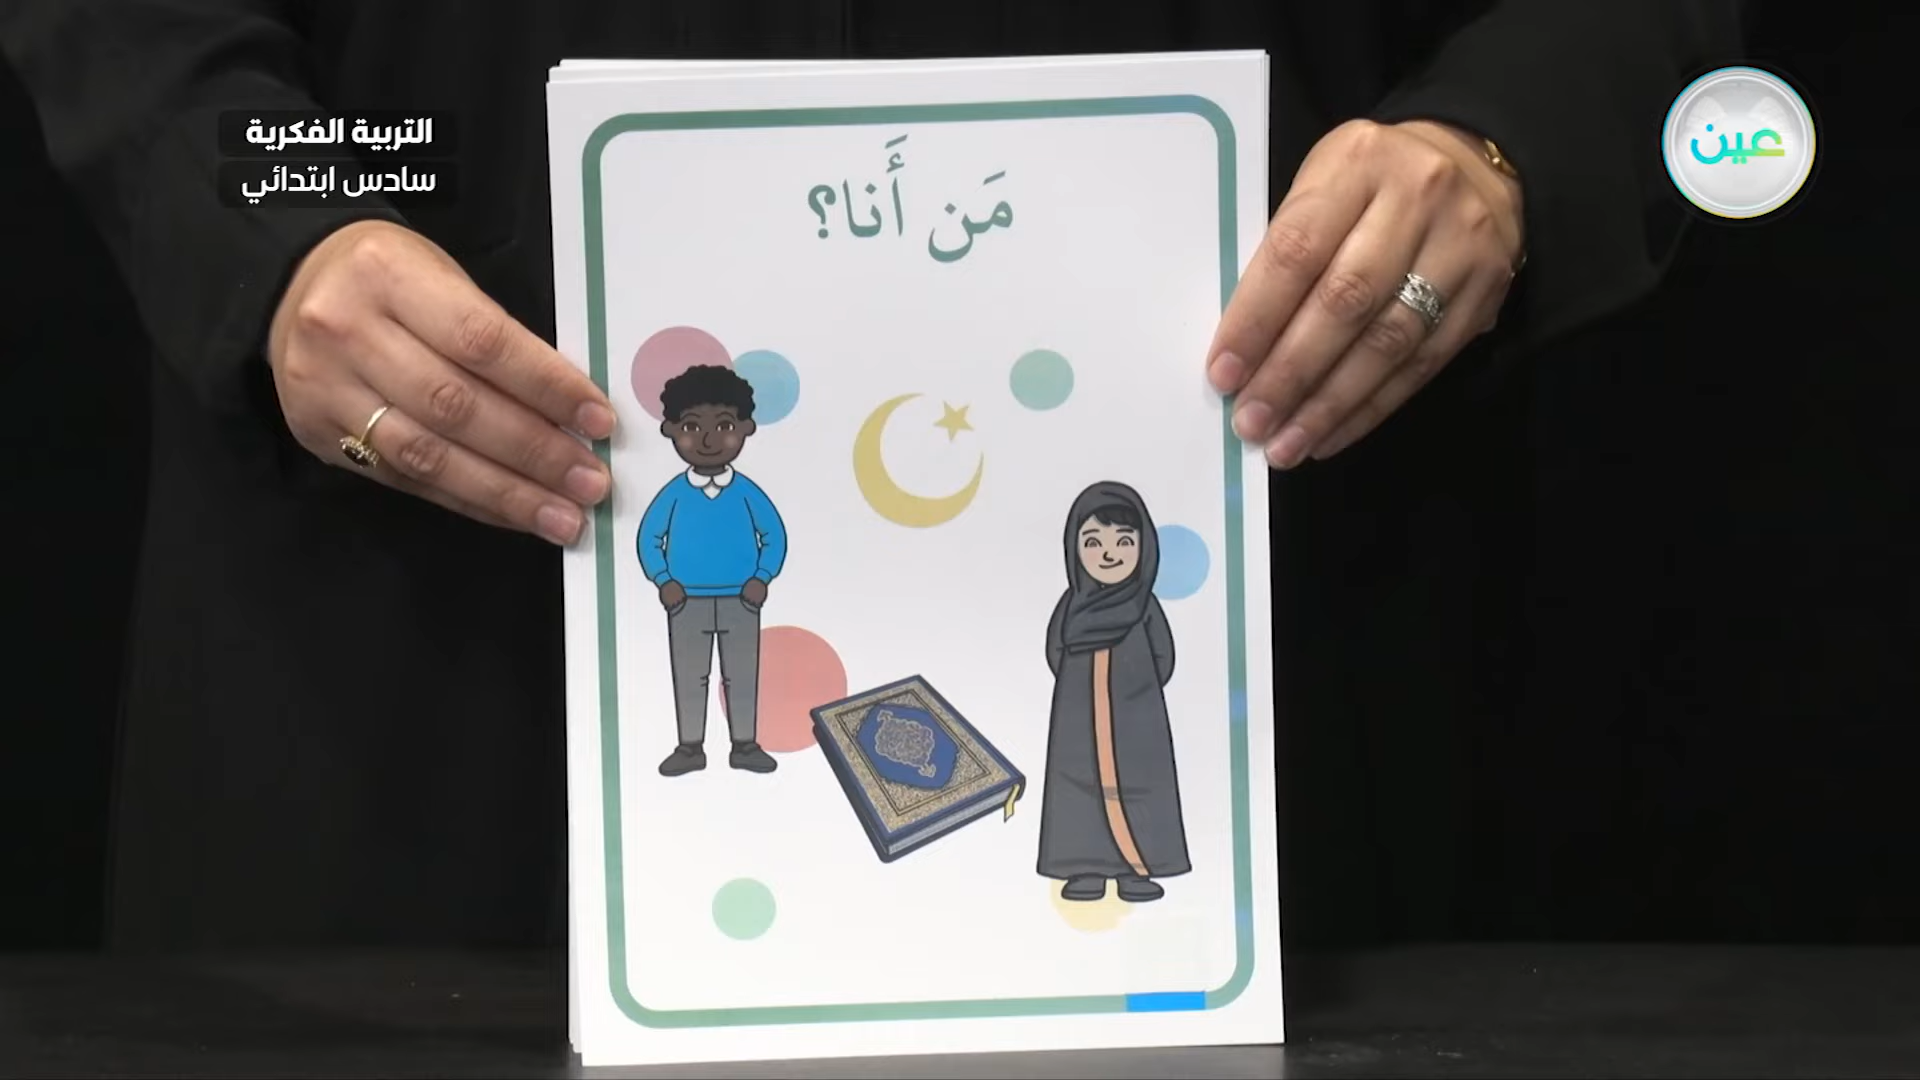 التربية الفكرية
سادس ابتدائي
عين
مَن أَنا؟